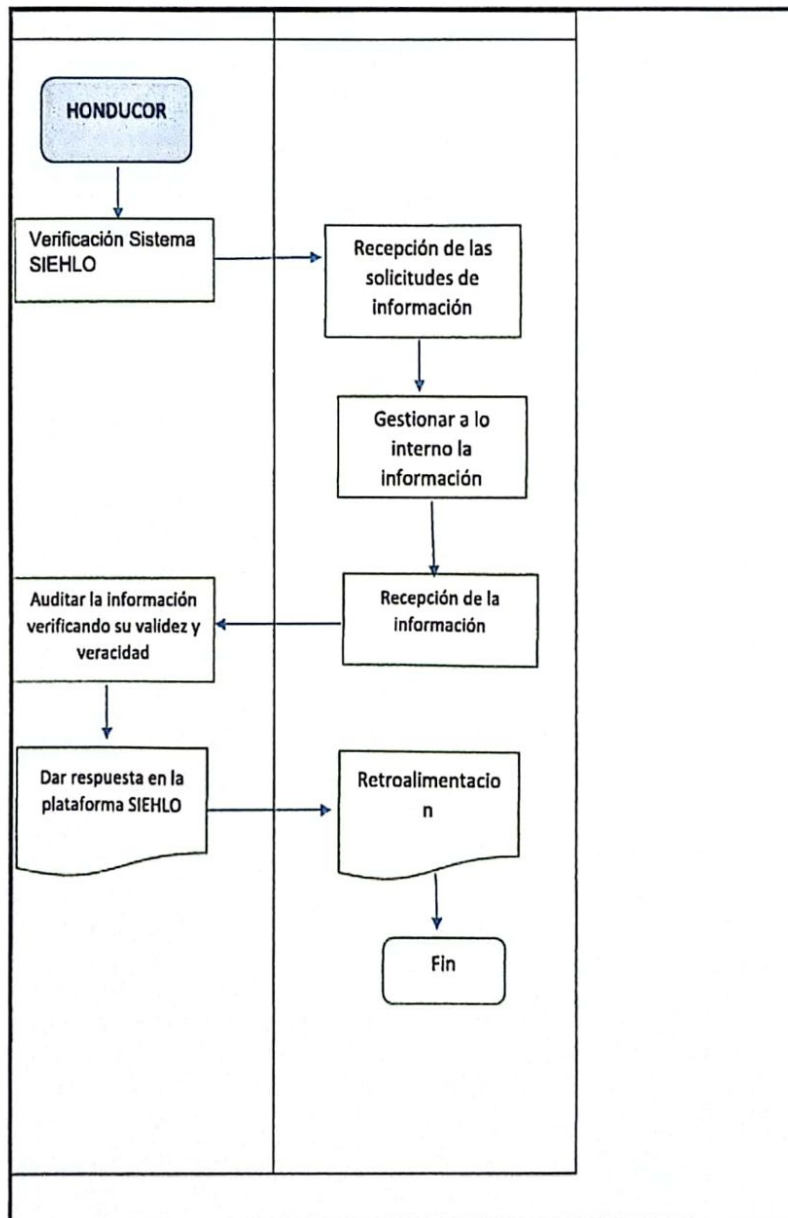 HONDUCOR
Verificación Sistema
SIEHLO
Recepción de las
solicitudes de
información
Gestionar a lo
interno la
información
Recepción de la
información
Auditar la información
verificando su validez y
veracidad
Dar respuesta en la
plataforma SIEHLO
Retroalimentacio
n
Fin